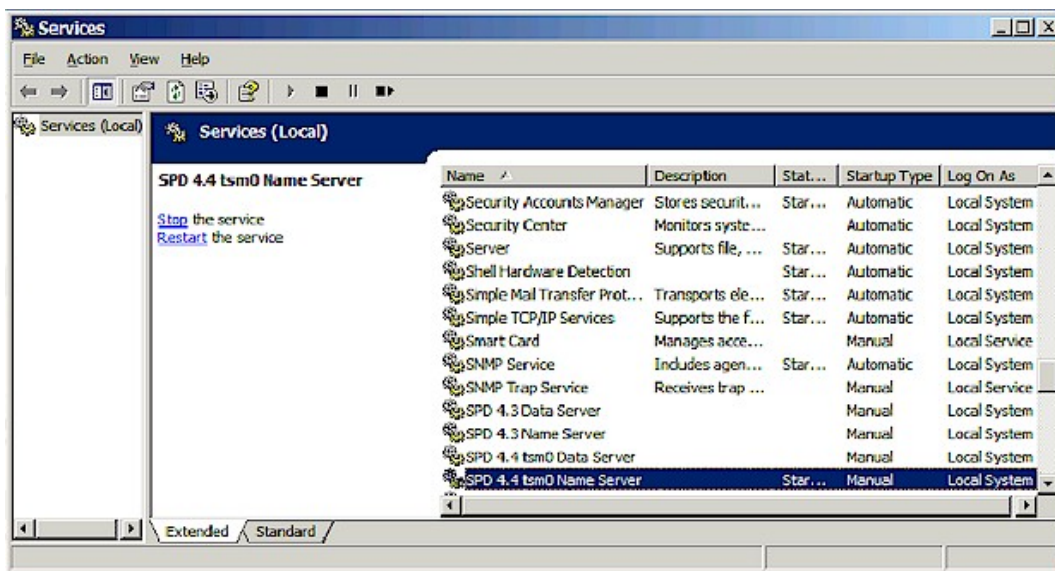 Services
File Action View Help
Services (Local)
Services (Local)
SPD 4.4 tsm0 Name Server
Stop the service
Restart the service
Name Description Stat... Startup Type Log On As
Security Accounts Manager Stores securit... Star... Automatic Local System
Security Center Monitors syste... Automatic Local System
Server Supports file, ... Star... Automatic Local System
Shell Hardware Detection Star... Automatic Local System
Simple Mail Transfer Prot... Transports ele... Star... Automatic Local System
Simple TCP/IP Services Supports the f... Star... Automatic Local System
Smart Card Manages acce... Manual Local Service
SNMP Service Includes agen... Star... Automatic Local System
SNMP Trap Service Receives trap ... Manual Local Service
SPD 4.3 Data Server Manual Local System
SPD 4.3 Name Server Manual Local System
SPD 4.4 tsm0 Data Server Manual Local System
SPD 4.4 tsm0 Name Server Star... Manual Local System
Extended Standard